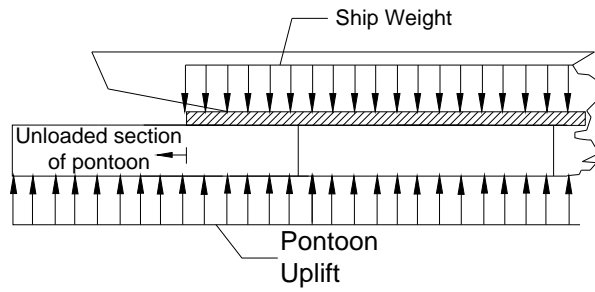 Ship Weight
Unloaded section
of pontoon
Pontoon
Uplift